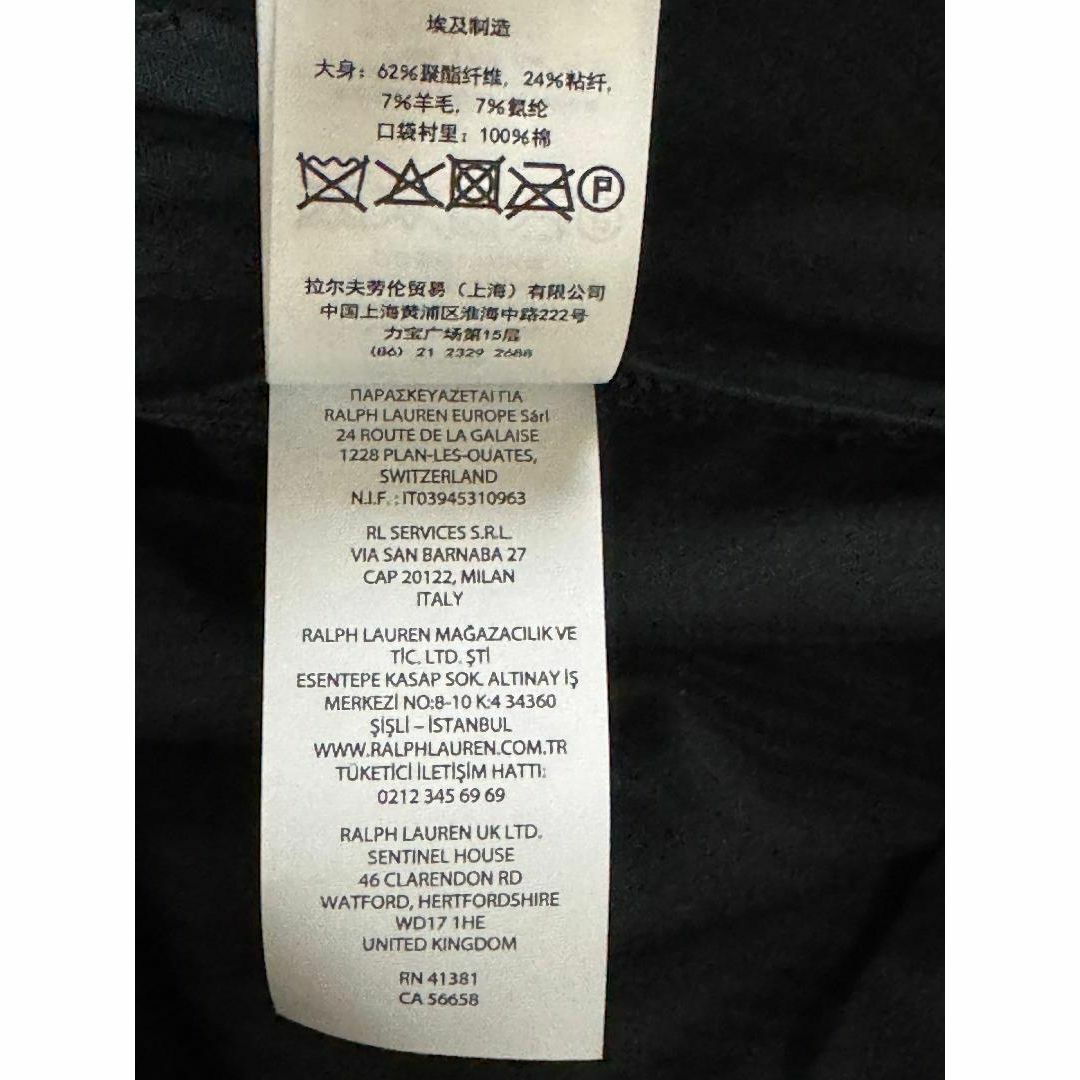 埃及制造
大身：62%聚酯纤维，24%粘纤，
7%羊毛，7%氨纶
口袋衬里：100%棉
P
拉尔夫劳伦贸易（上海）有限公司
中国上海黄浦区淮海中路222号
力宝广场第15层
(86) 21 2329 2688
ΠΑΡΑΣΚΕΥΑΖΕΤΑΙ ΓΙΑ
RALPH LAUREN EUROPE Sárl
24 ROUTE DE LA GALAISE
1228 PLAN-LES-OUATES,
SWITZERLAND
N.I.F. : IT03945310963
RL SERVICES S.R.L.
VIA SAN BARNABA 27
CAP 20122, MILAN
ITALY
RALPH LAUREN MAĞAZACILIK VE
TİC. LTD. ŞTİ
ESENTEPE KASAP SOK. ALTINAY İŞ
MERKEZİ NO:8-10 K:4 34360
ŞİŞLİ – İSTANBUL
WWW.RALPHLAUREN.COM.TR
TÜKETİCİ İLETİŞİM HATTI:
0212 345 69 69
RALPH LAUREN UK LTD.
SENTINEL HOUSE
46 CLARENDON RD
WATFORD, HERTFORDSHIRE
WD17 1HE
UNITED KINGDOM
RN 41381
CA 56658